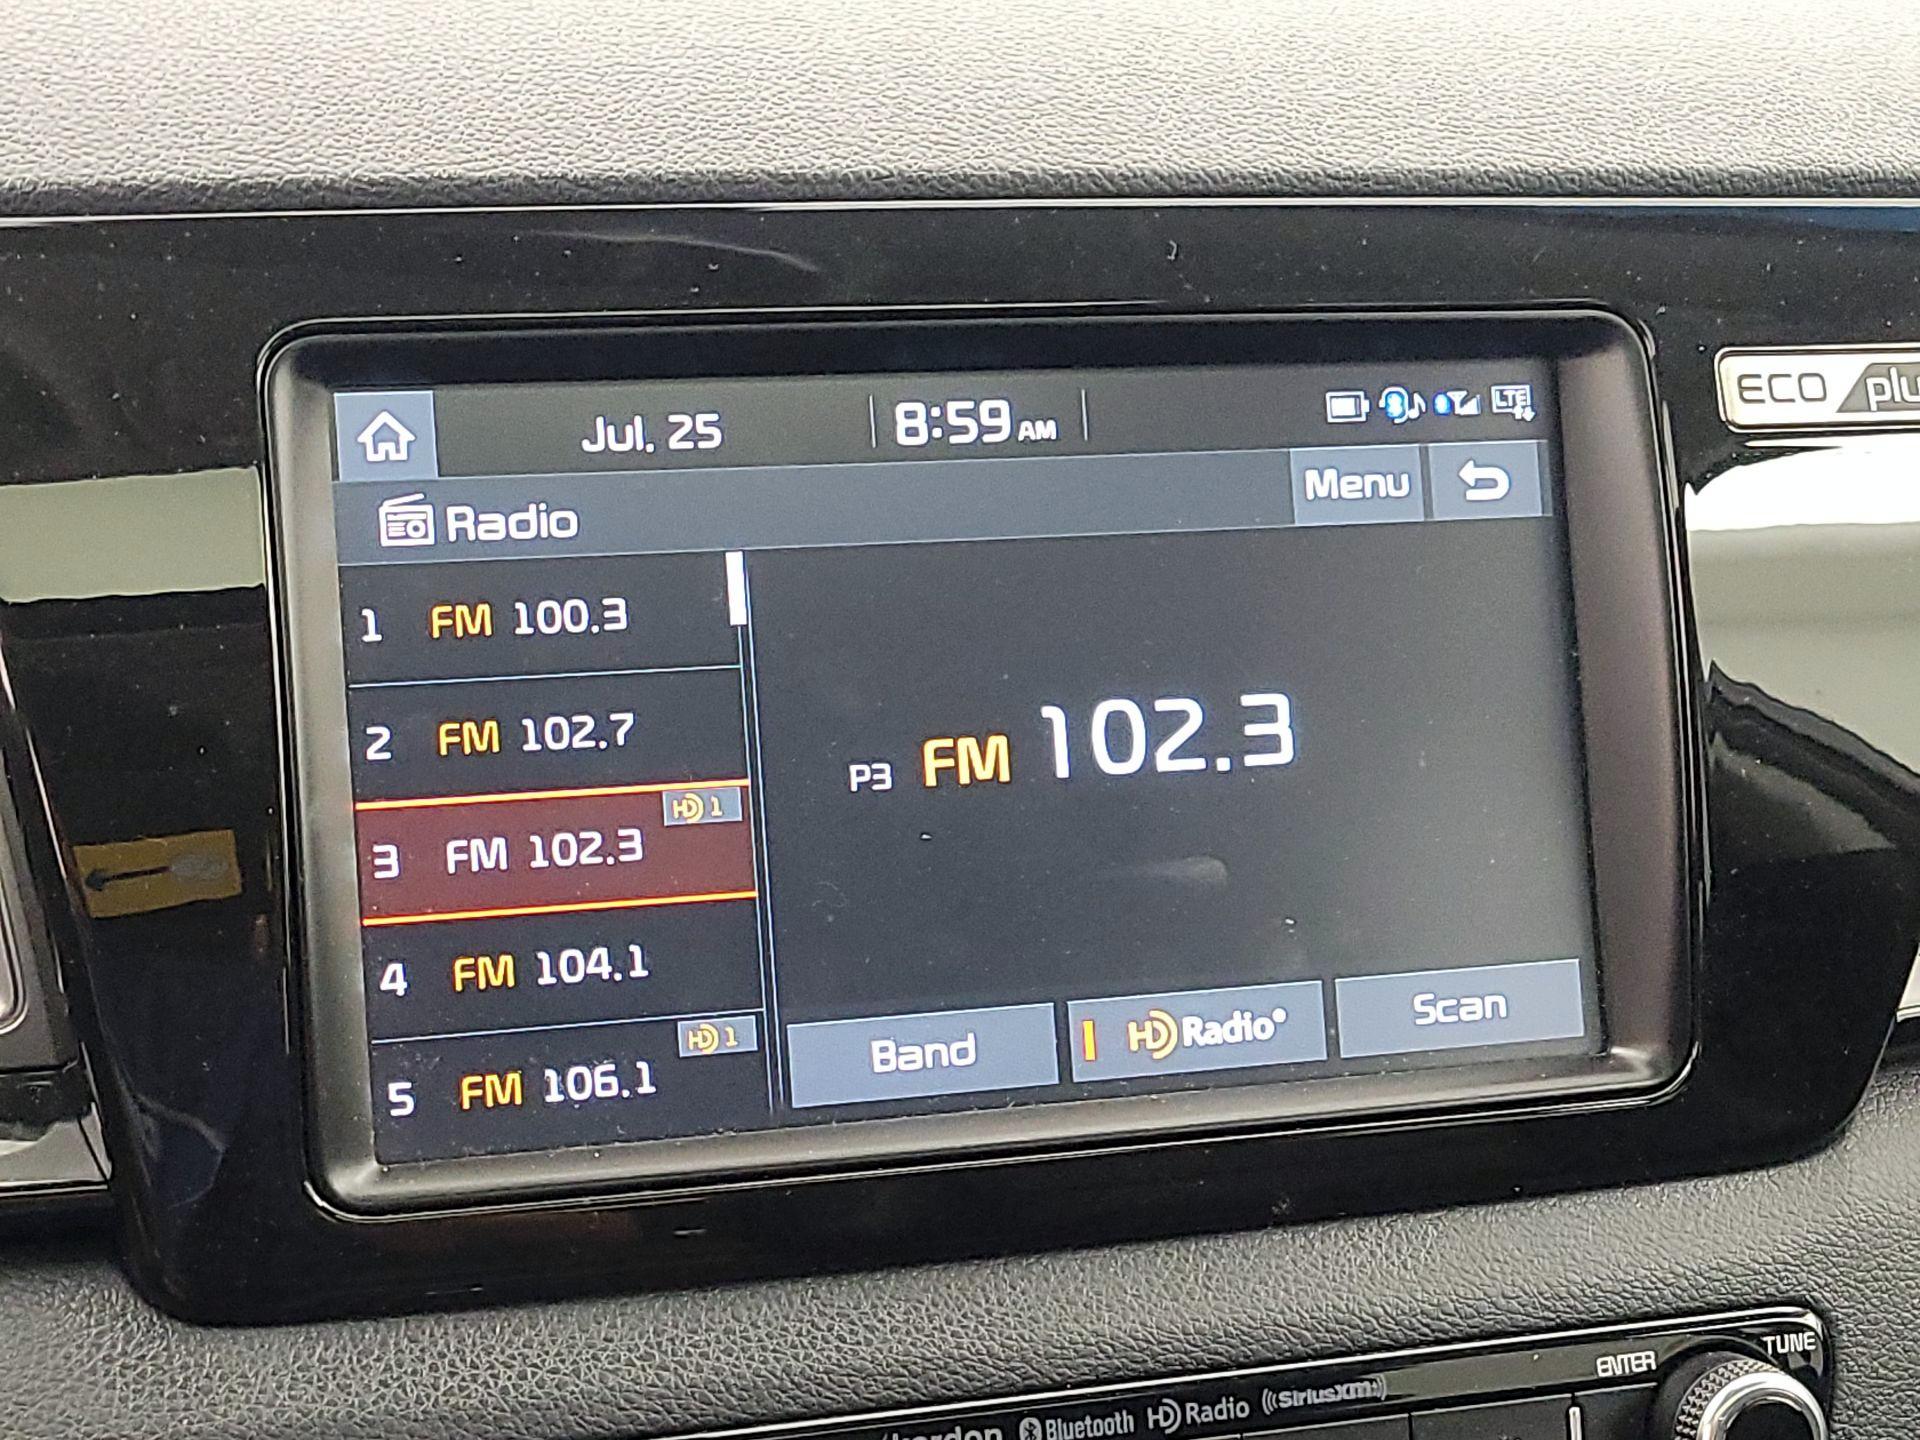 Jul. 25
8:59 AM
LTE
ECO plu
Radio
Menu
1 FM 100.3
2 FM 102.7
HD 1
3 FM 102.3
4 FM 104.1
HD 1
5 FM 106.1
P3 FM 102.3
Band
HD Radio
Scan
TUNE
ENTER
kardon Bluetooth HD Radio ((SiriusXM))